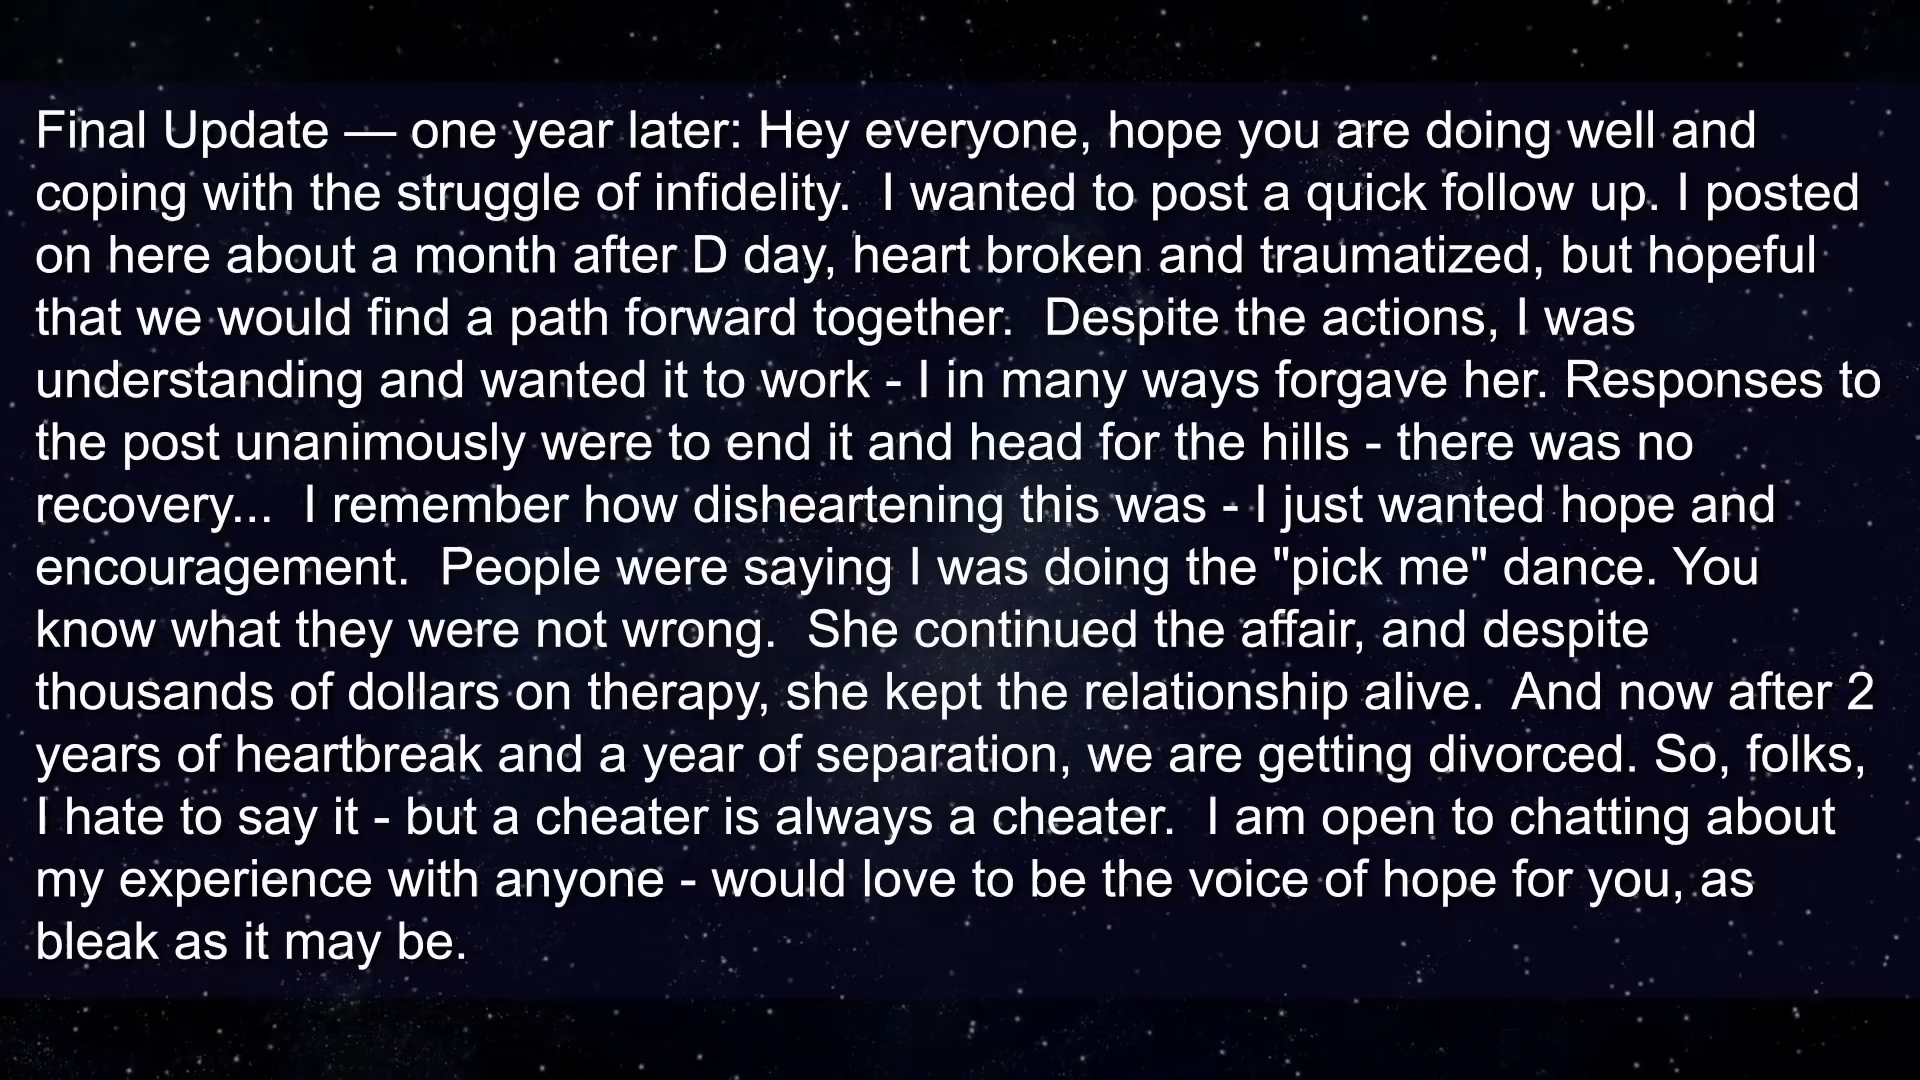 Final Update — one year later: Hey everyone, hope you are doing well and
coping with the struggle of infidelity.  I wanted to post a quick follow up. I posted
on here about a month after D day, heart broken and traumatized, but hopeful
that we would find a path forward together.  Despite the actions, I was
understanding and wanted it to work - I in many ways forgave her. Responses to
the post unanimously were to end it and head for the hills - there was no
recovery...  I remember how disheartening this was - I just wanted hope and
encouragement.  People were saying I was doing the "pick me" dance. You
know what they were not wrong.  She continued the affair, and despite
thousands of dollars on therapy, she kept the relationship alive.  And now after 2
years of heartbreak and a year of separation, we are getting divorced. So, folks,
I hate to say it - but a cheater is always a cheater.  I am open to chatting about
my experience with anyone - would love to be the voice of hope for you, as
bleak as it may be.